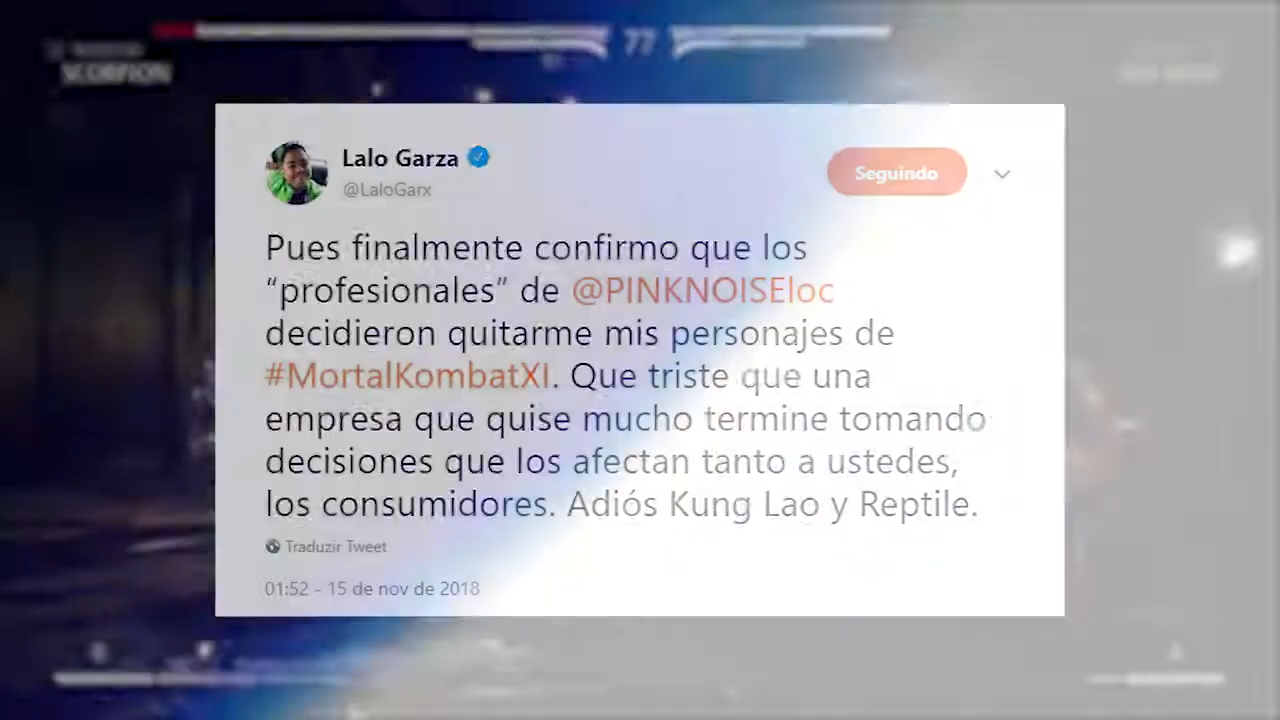 77
SCORPION
Lalo Garza
@LaloGarx
Seguindo
Pues finalmente confirmo que los
“profesionales” de @PINKNOISEloc
decidieron quitarme mis personajes de
#MortalKombatXI. Que triste que una
empresa que quise mucho termine tomando
decisiones que los afectan tanto a ustedes,
los consumidores. Adiós Kung Lao y Reptile.
Traduzir Tweet
01:52 - 15 de nov de 2018